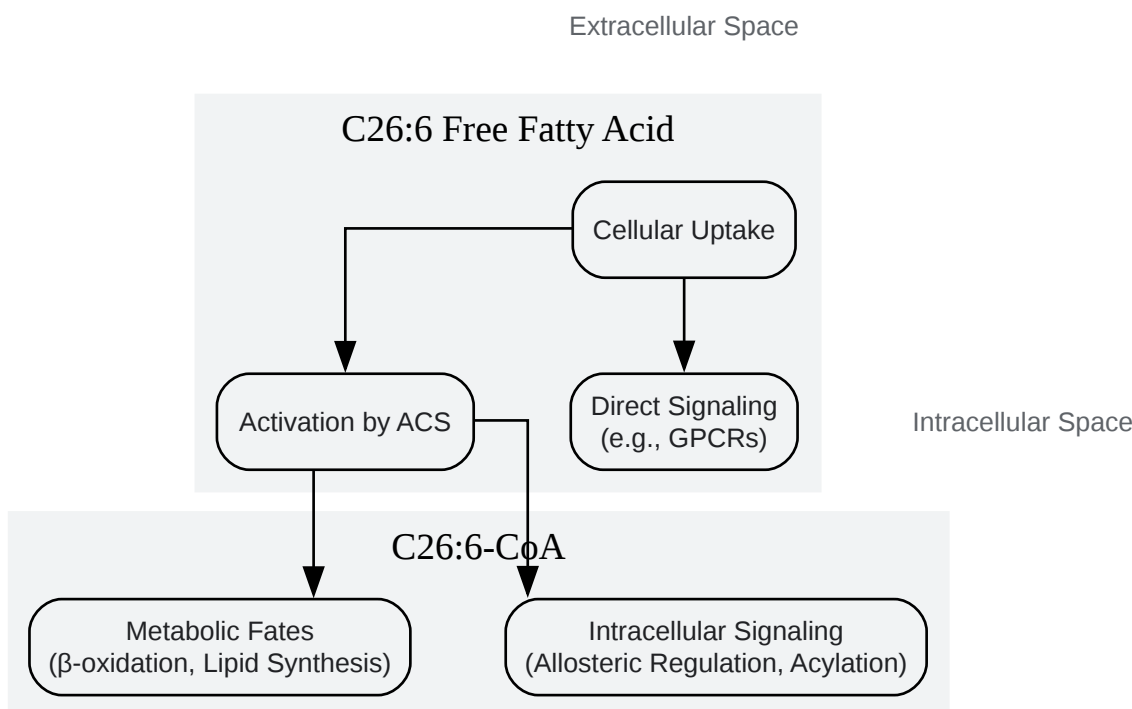 Extracellular Space
C26:6 Free Fatty Acid
Cellular Uptake
Activation by ACS
Direct Signaling
(e.g., GPCRs)
Intracellular Space
C26:6-CoA
Metabolic Fates
(β-oxidation, Lipid Synthesis)
Intracellular Signaling
(Allosteric Regulation, Acylation)